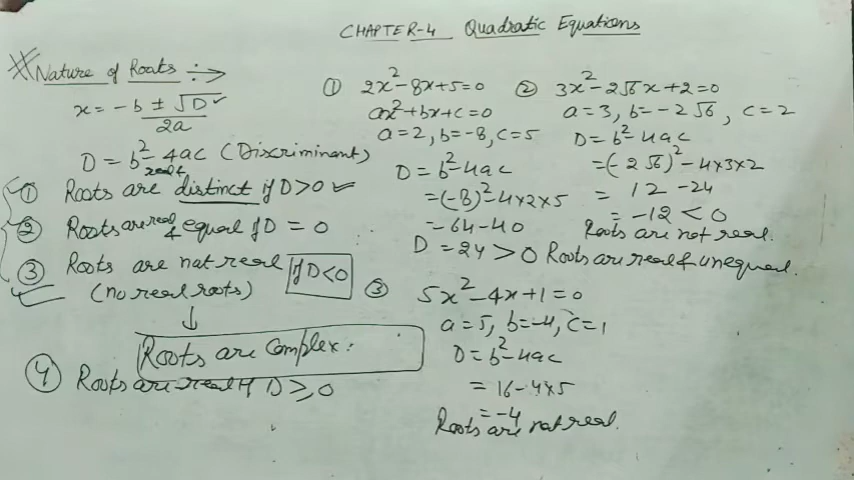 CHAPTER-4 Quadratic Equations
Nature of Roots :→
x = -b ± √D ✓
2a
D = b² - 4ac (Discriminant)
① Roots are real & distinct if D>0 ✓
② Roots are real & equal if D = 0
③ Roots are not real if D<0
(no real roots)
↓
Roots are Complex:
④ Roots are real if D ≥ 0
① 2x² - 8x + 5 = 0
ax² + bx + c = 0
a = 2, b = -8, c = 5
D = b² - 4ac
= (-8)² - 4×2×5
= 64 - 40
D = 24 > 0 Roots are real & unequal.
② 3x² - 2√6 x + 2 = 0
a = 3, b = -2√6, c = 2
D = b² - 4ac
= (-2√6)² - 4×3×2
= 12 - 24
= -12 < 0
Roots are not real.
③ 5x² - 4x + 1 = 0
a = 5, b = -4, c = 1
D = b² - 4ac
= 16 - 4×5
= -4
Roots are not real.